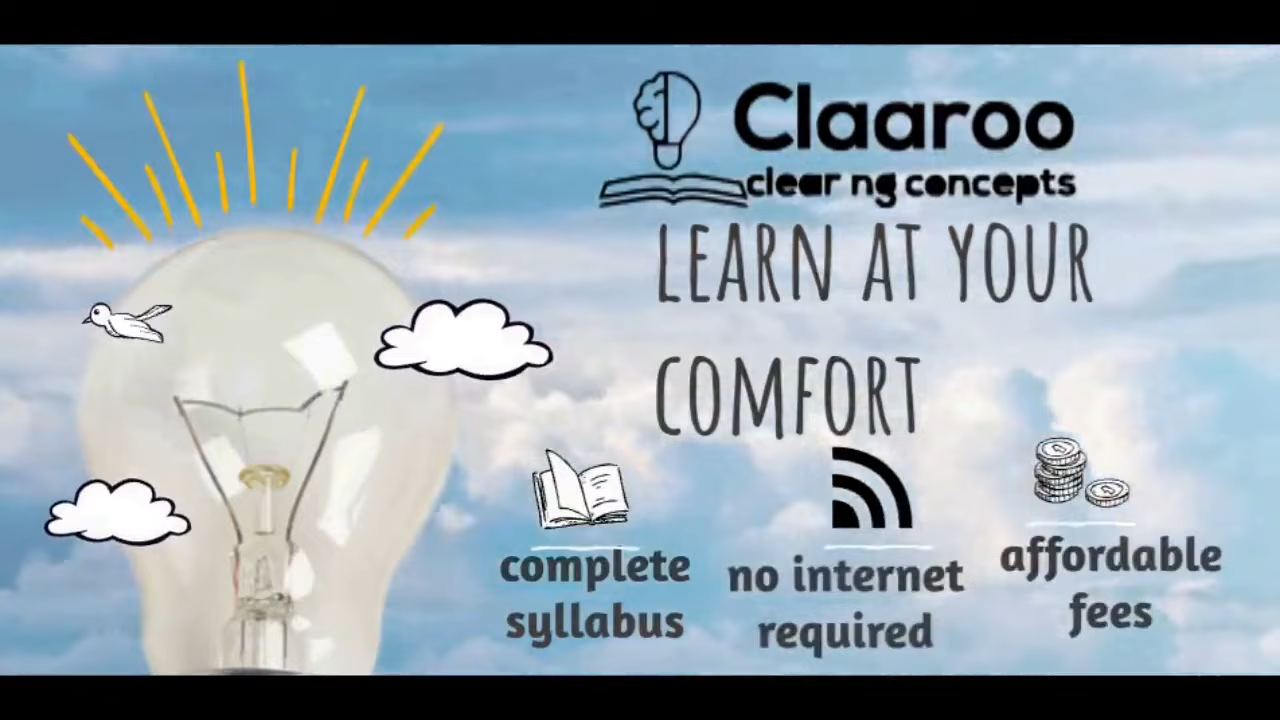 Claaroo
clear ng concepts
LEARN AT YOUR
COMFORT
complete
syllabus
no internet
required
affordable
fees